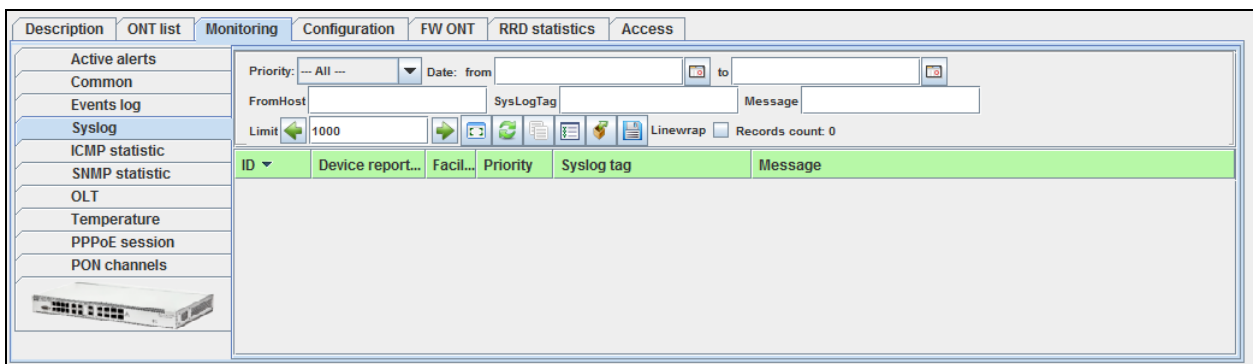 Description ONT list Monitoring Configuration FW ONT RRD statistics Access
Active alerts
Common
Events log
Syslog
ICMP statistic
SNMP statistic
OLT
Temperature
PPPoE session
PON channels
Priority: --- All --- Date: from to
FromHost SysLogTag Message
Limit 1000 Linewrap Records count: 0
ID Device report... Facil... Priority Syslog tag Message